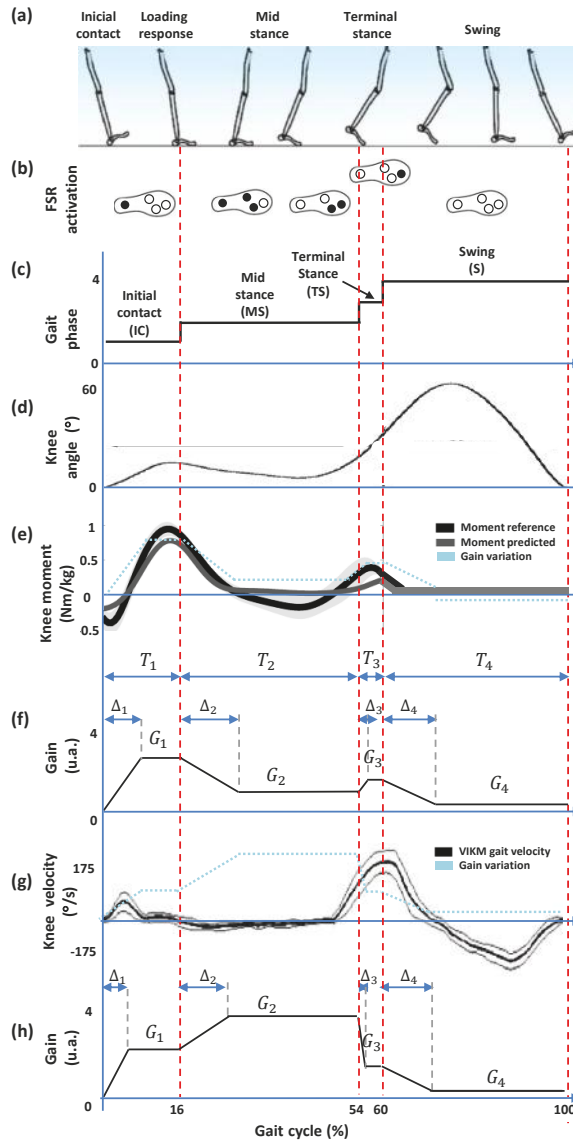 (a)
Inicial contact
Loading response
Mid stance
Terminal stance
Swing
(b)
FSR activation
(c)
Gait phase
4
0
Initial contact (IC)
Mid stance (MS)
Terminal Stance (TS)
Swing (S)
(d)
Knee angle (°)
60
0
(e)
Knee moment (Nm/kg)
1
0.5
0
0.5
Moment reference
Moment predicted
Gain variation
T₁
T₂
T₃
T₄
(f)
Gain (u.a.)
4
0
Δ₁
Δ₂
Δ₃
Δ₄
G₁
G₂
G₃
G₄
(g)
Knee velocity (°/s)
175
0
-175
VIKM gait velocity
Gain variation
(h)
Gain (u.a.)
4
0
Δ₁
Δ₂
Δ₃
Δ₄
G₁
G₂
G₃
G₄
16
54
60
100
Gait cycle (%)